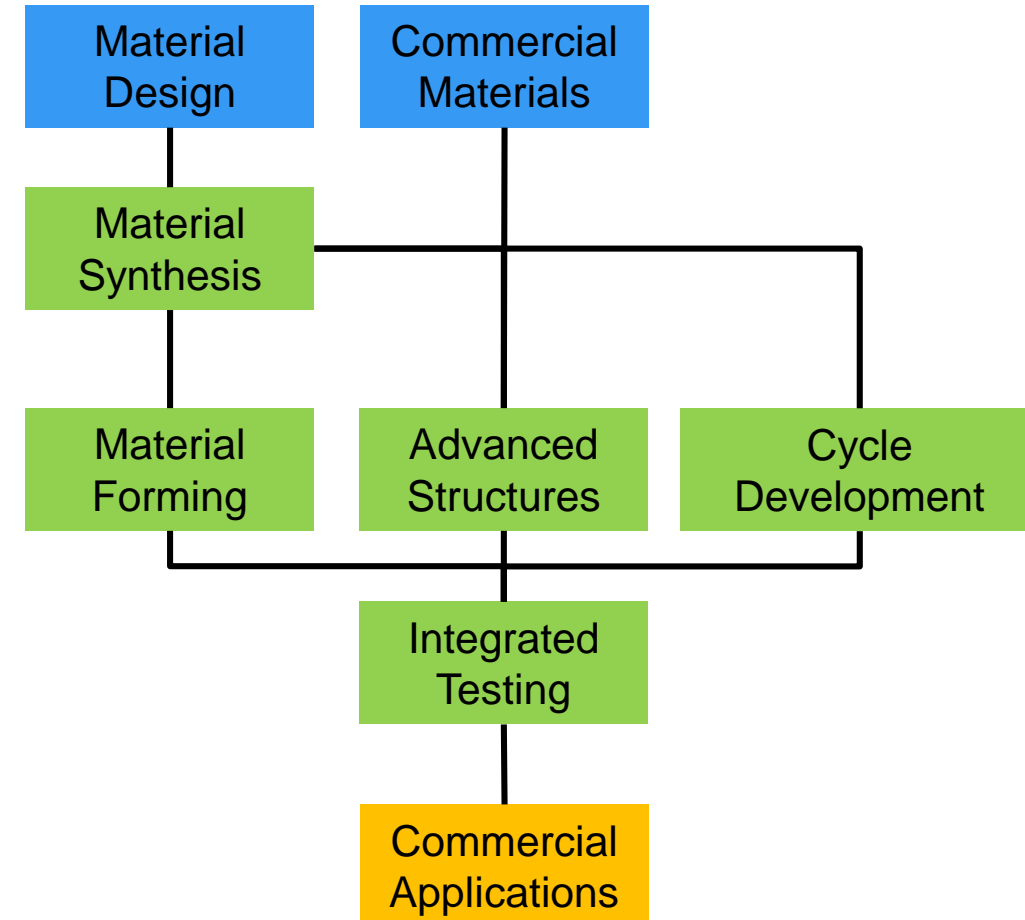 Material
Design
Commercial
Materials
Material
Synthesis
Material
Forming
Advanced
Structures
Cycle
Development
Integrated
Testing
Commercial
Applications